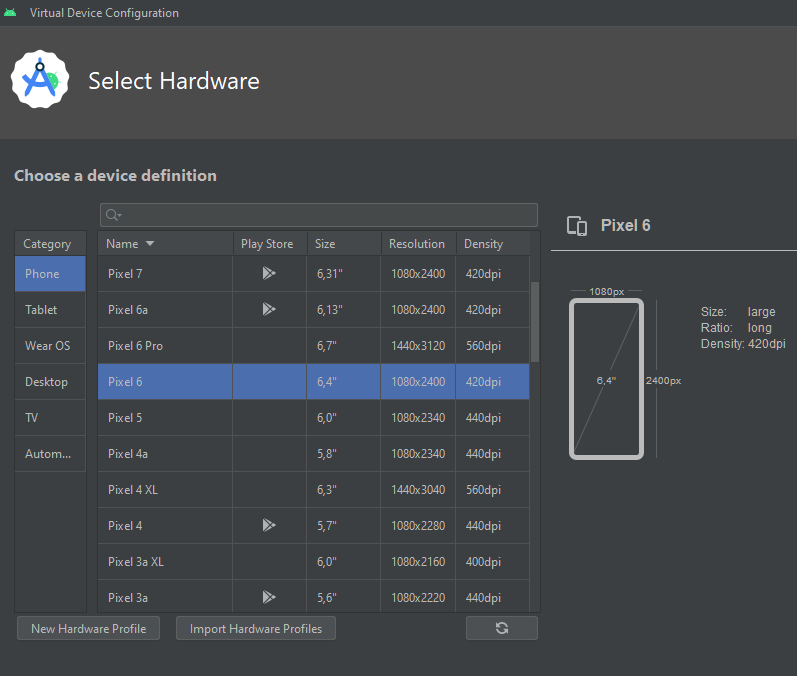 Virtual Device Configuration
Select Hardware
Choose a device definition
Category
Phone
Tablet
Wear OS
Desktop
TV
Autom...
Name Play Store Size Resolution Density
Pixel 7 6,31" 1080x2400 420dpi
Pixel 6a 6,13" 1080x2400 420dpi
Pixel 6 Pro 6,7" 1440x3120 560dpi
Pixel 6 6,4" 1080x2400 420dpi
Pixel 5 6,0" 1080x2340 440dpi
Pixel 4a 5,8" 1080x2340 440dpi
Pixel 4 XL 6,3" 1440x3040 560dpi
Pixel 4 5,7" 1080x2280 440dpi
Pixel 3a XL 6,0" 1080x2160 400dpi
Pixel 3a 5,6" 1080x2220 440dpi
New Hardware Profile Import Hardware Profiles
Pixel 6
1080px
6,4"
2400px
Size: large
Ratio: long
Density: 420dpi